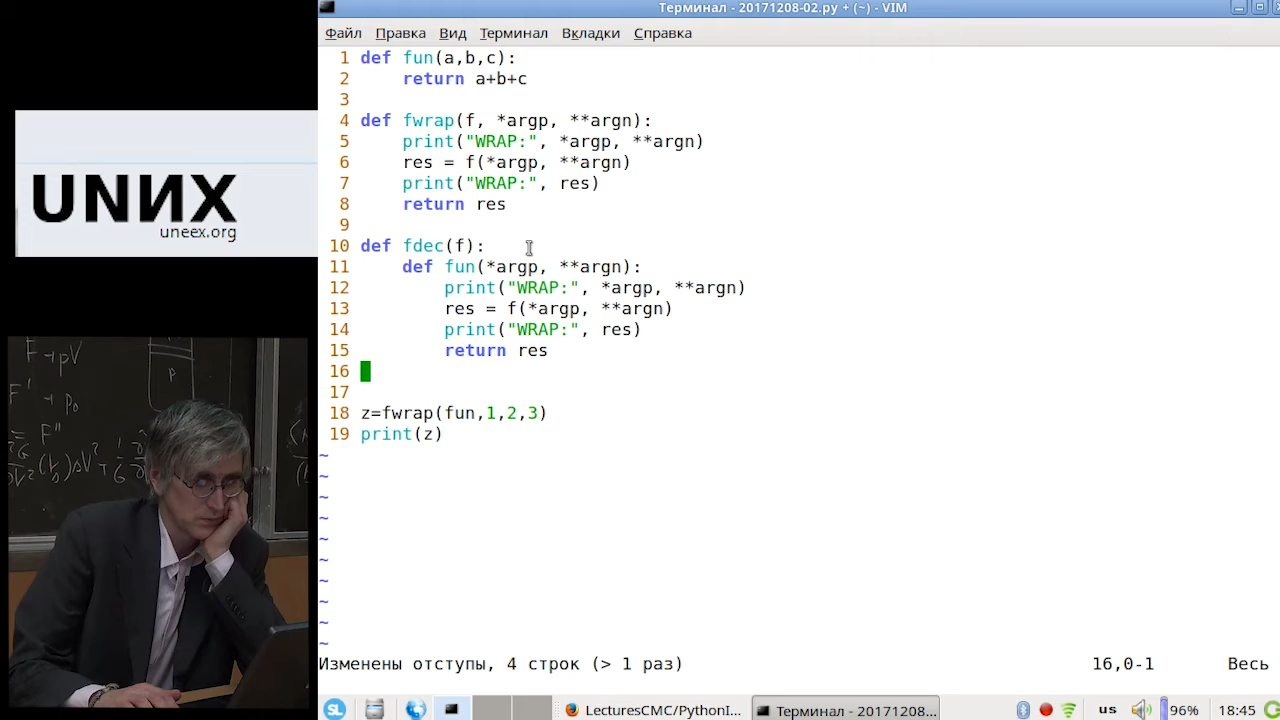 Терминал - 20171208-02.py + (~) - VIM
Файл Правка Вид Терминал Вкладки Справка
1 def fun(a,b,c):
2     return a+b+c
3
4 def fwrap(f, *argp, **argn):
5     print("WRAP:", *argp, **argn)
6     res = f(*argp, **argn)
7     print("WRAP:", res)
8     return res
9
10 def fdec(f):
11     def fun(*argp, **argn):
12         print("WRAP:", *argp, **argn)
13         res = f(*argp, **argn)
14         print("WRAP:", res)
15         return res
16
17
18 z=fwrap(fun,1,2,3)
19 print(z)
~
~
~
~
~
~
~
~
~
~
Изменены отступы, 4 строк (> 1 раз) 16,0-1 Весь
SL LecturesCMC/PythonI... Терминал - 20171208... us 96% 18:45
UNИX
uneex.org
F→pV
P
F' → p₀
F"